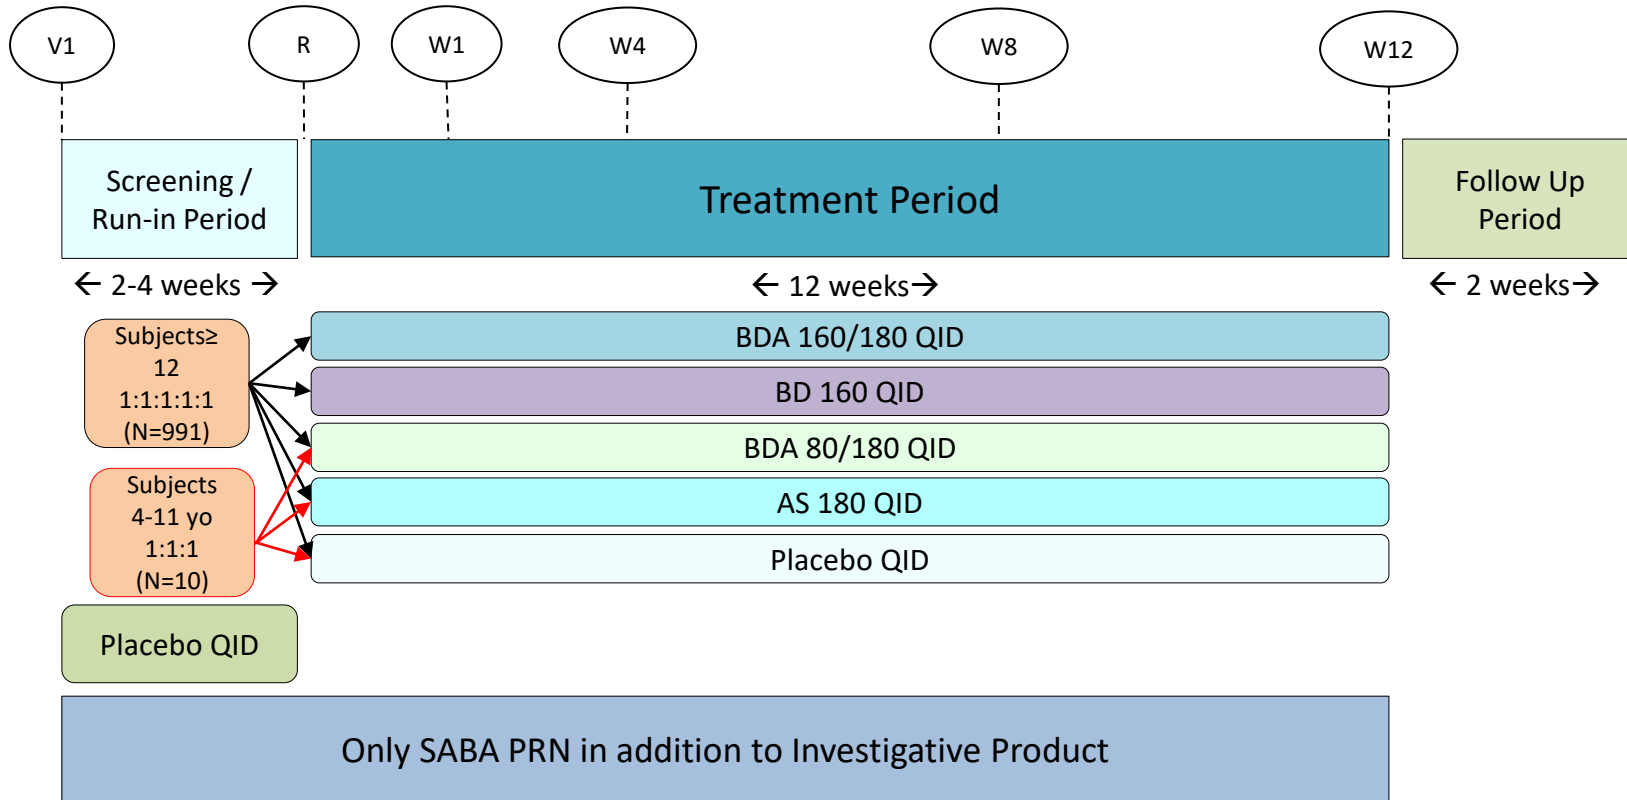 V1
R
W1
W4
W8
W12
Screening /
Run-in Period
Treatment Period
Follow Up
Period
← 2-4 weeks →
← 12 weeks→
← 2 weeks→
Subjects≥
12
1:1:1:1:1
(N=991)
Subjects
4-11 yo
1:1:1
(N=10)
Placebo QID
BDA 160/180 QID
BD 160 QID
BDA 80/180 QID
AS 180 QID
Placebo QID
Only SABA PRN in addition to Investigative Product